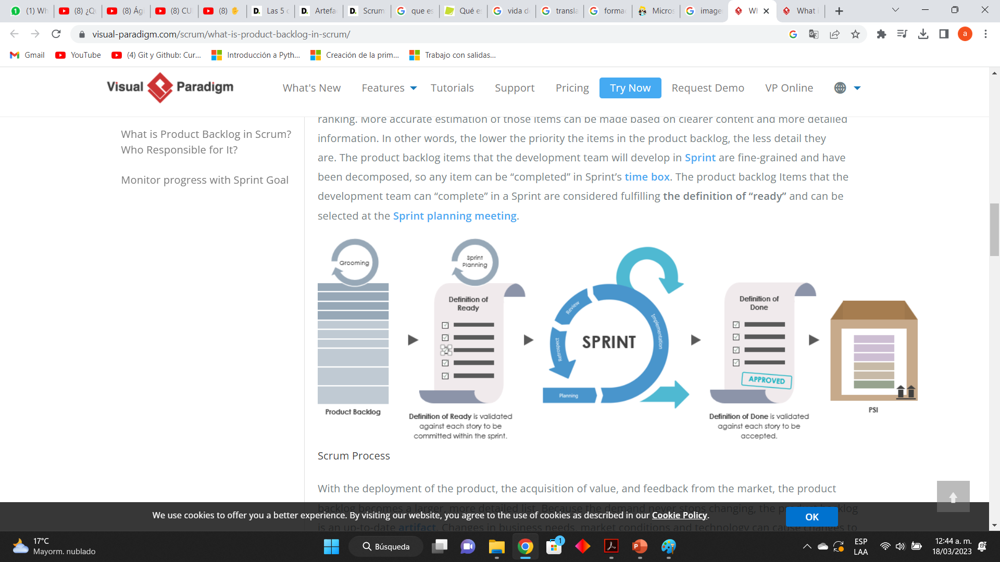 (1) Wh
(8) ¿Q
(8) Ági
(8) CU
(8)
Las 5 c
Artefa
Scrum
que es
Qué e
vida d
transla
forma
Micros
image
Wh
What i
visual-paradigm.com/scrum/what-is-product-backlog-in-scrum/
a
Gmail
YouTube
(4) Git y Github: Cur...
Introducción a Pyth...
Creación de la prim...
Trabajo con salidas...
Visual Paradigm
What's New
Features
Tutorials
Support
Pricing
Try Now
Request Demo
VP Online
What is Product Backlog in Scrum?
Who Responsible for It?
Monitor progress with Sprint Goal
ranking. More accurate estimation of those items can be made based on clearer content and more detailed
information. In other words, the lower the priority the items in the product backlog, the less detail they
are. The product backlog items that the development team will develop in Sprint are fine-grained and have
been decomposed, so any item can be “completed” in Sprint’s time box. The product backlog Items that the
development team can “complete” in a Sprint are considered fulfilling the definition of “ready” and can be
selected at the Sprint planning meeting.
Grooming
Product Backlog
Sprint
Planning
Definition of
Ready
Definition of Ready is validated
against each story to be
committed within the sprint.
Review
Implementation
Retrospect
SPRINT
Planning
Definition of
Done
APPROVED
Definition of Done is validated
against each story to be
accepted.
PSI
Scrum Process
With the deployment of the product, the acquisition of value, and feedback from the market, the product
backlog becomes a larger, more detailed list. Because the demand never stops changing, the product backlog
is an up-to-date artifact. Changes in business needs, market conditions and technology can cause changes to
We use cookies to offer you a better experience. By visiting our website, you agree to the use of cookies as described in our Cookie Policy.
OK
17°C
Mayorm. nublado
Búsqueda
1
ESP
LAA
12:44 a. m.
18/03/2023